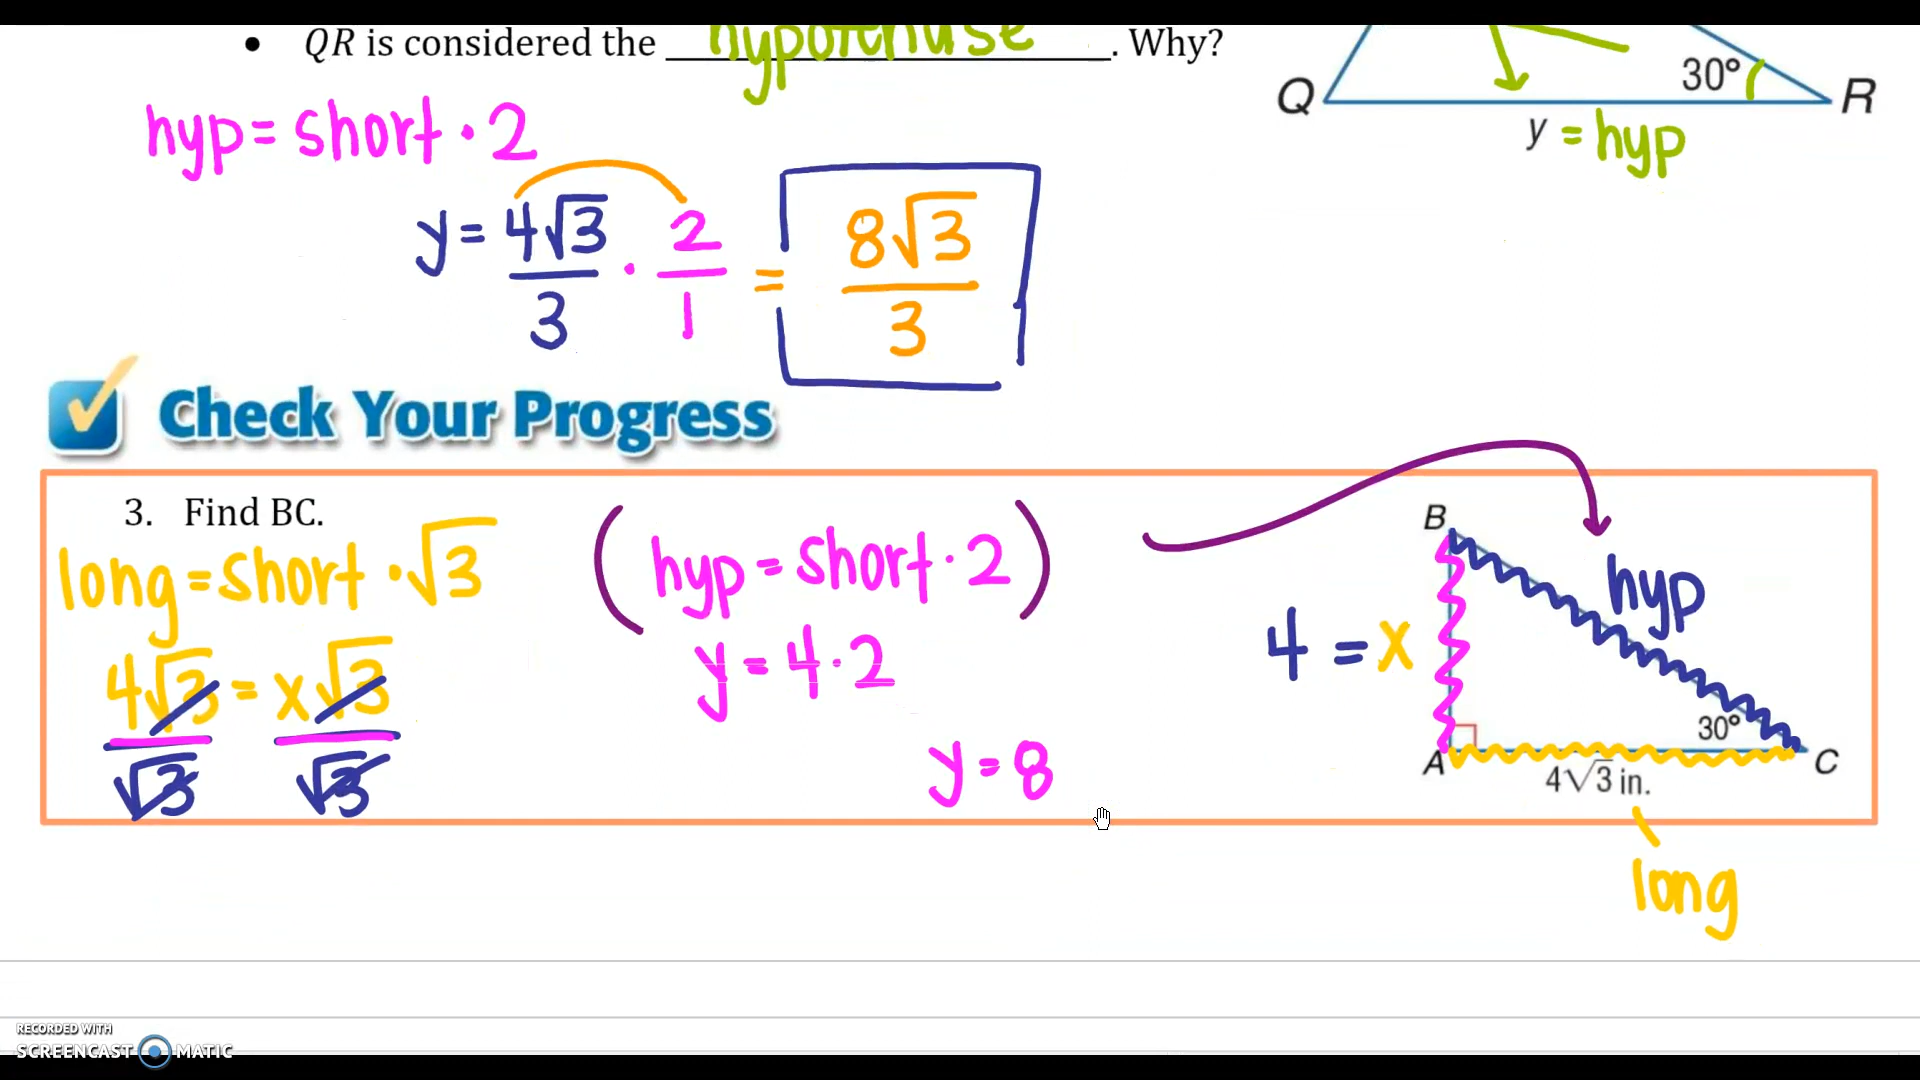 • QR is considered the hypotenuse. Why?
Q 30° R
y = hyp
hyp = short · 2
y = 4√3/3 · 2/1 = 8√3/3
Check Your Progress
3. Find BC.
long = short · √3
4√3 = x√3
√3 √3
hyp = short · 2
y = 4 · 2
y = 8
B
hyp
4 = x
30°
A C
4√3 in.
long
RECORDED WITH
SCREENCAST MATIC